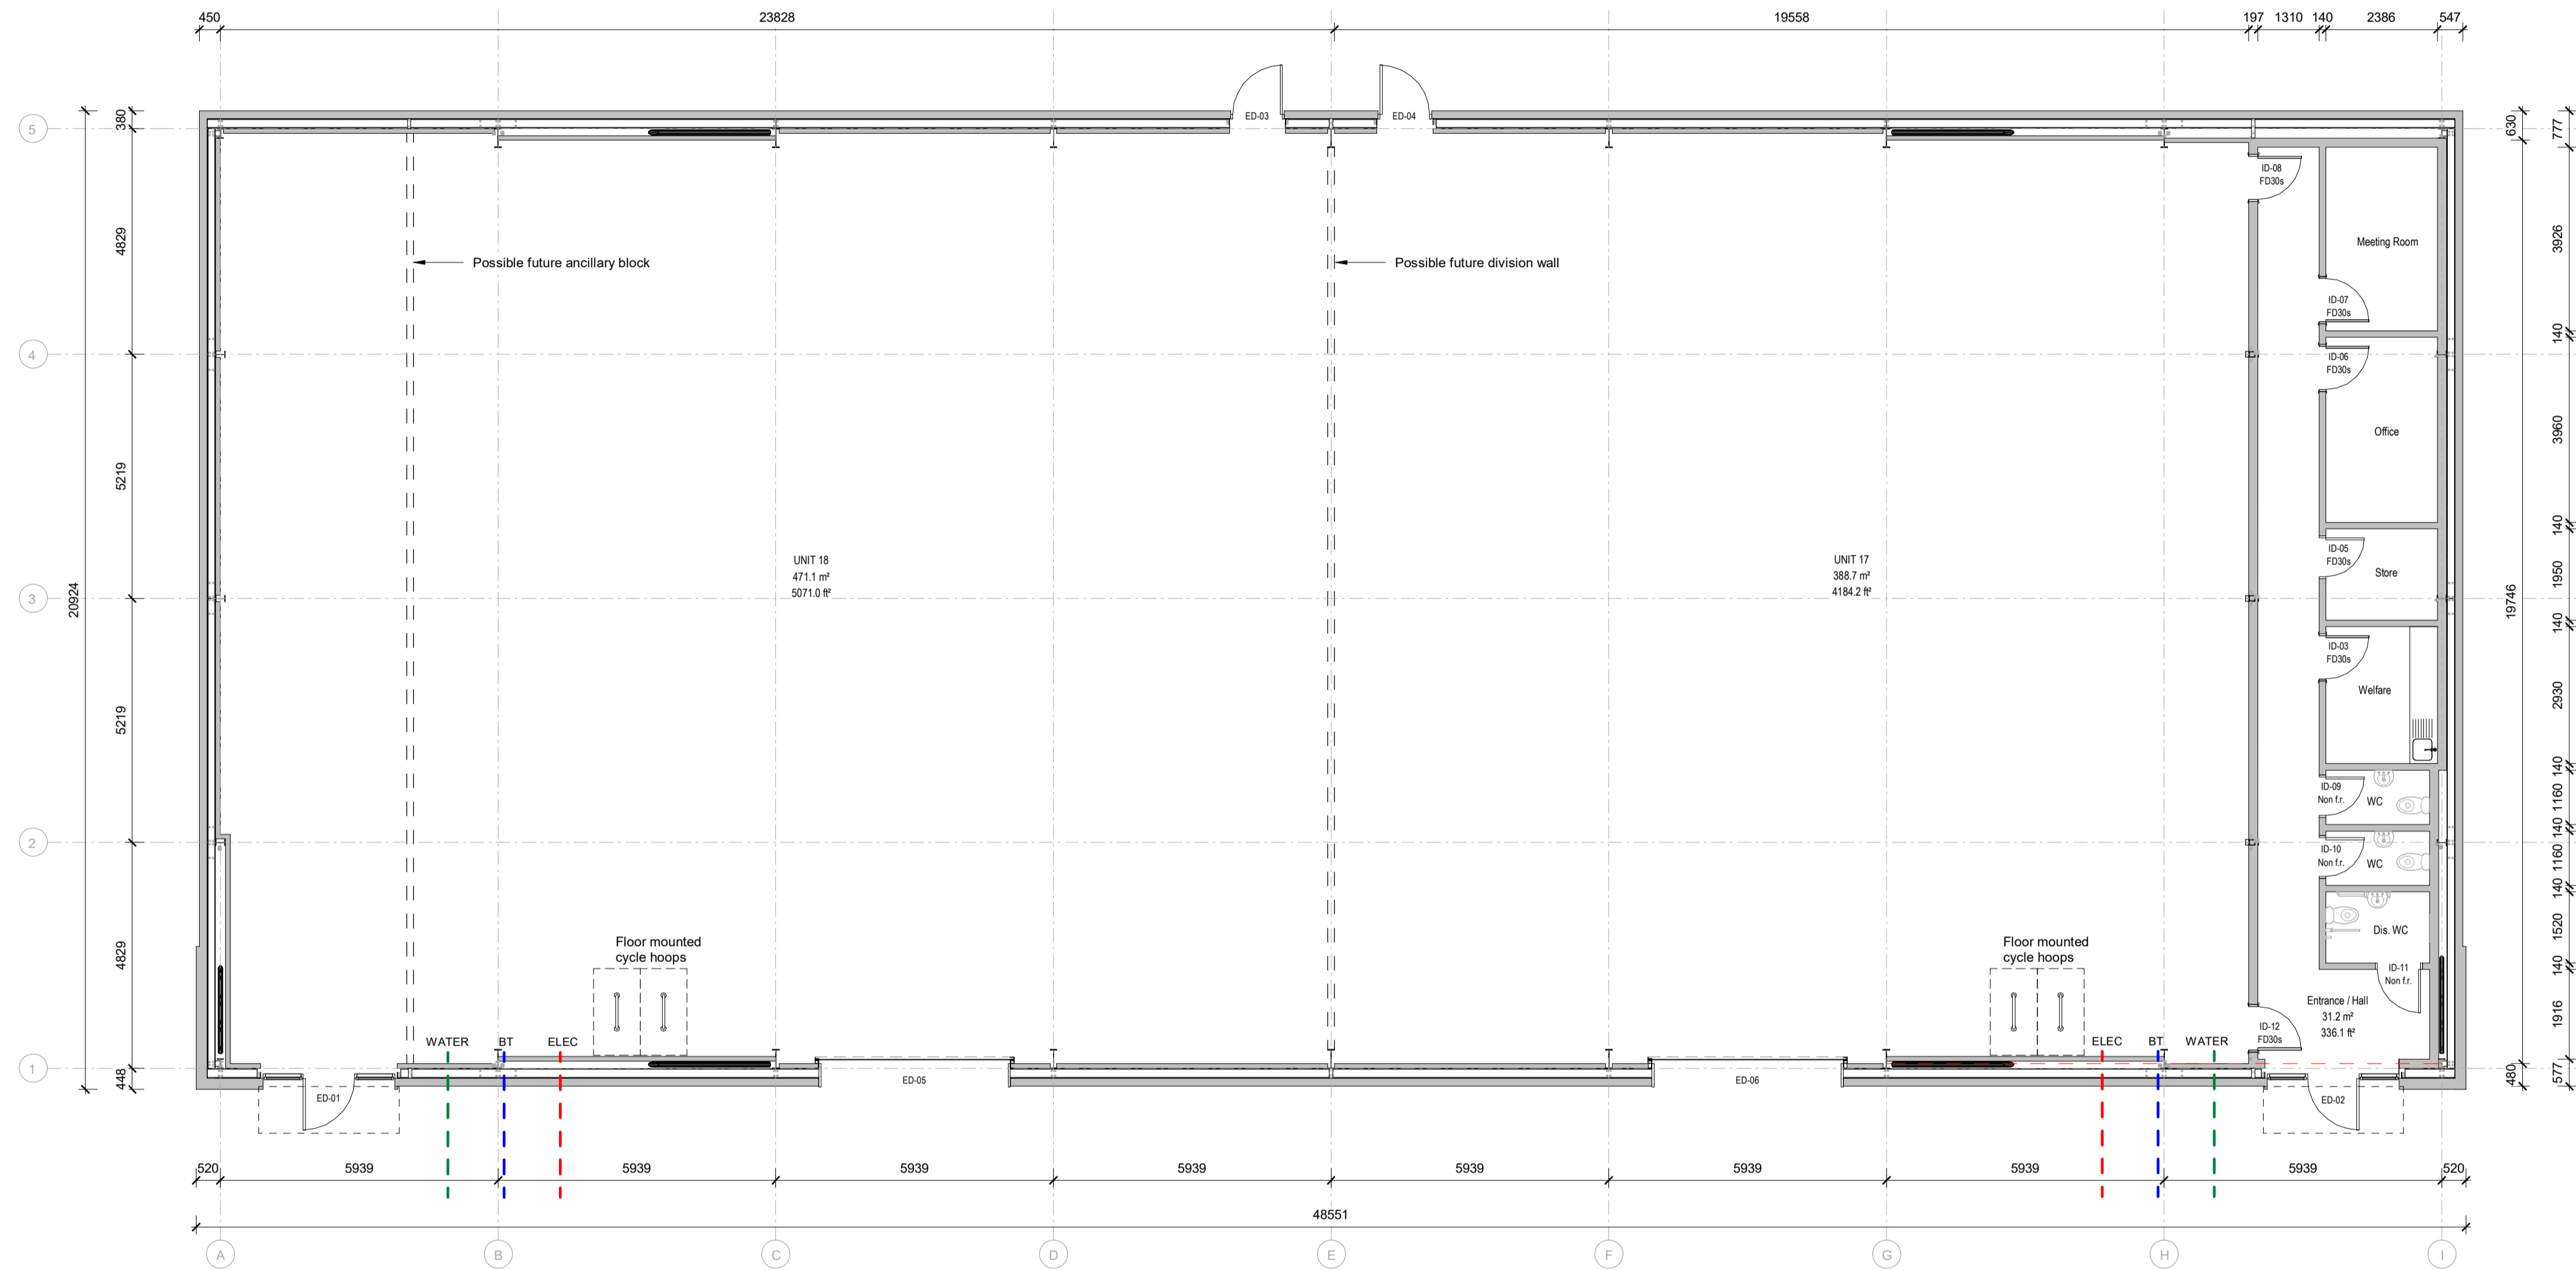 450
23828
19558
197
1310
140
2386
547
ED-03
ED-04
5
380
630
777
ID-08
FD30s
4829
Meeting Room
3926
Possible future ancillary block
Possible future division wall
ID-07
FD30s
140
4
ID-06
FD30s
Office
3960
5219
140
UNIT 18
471.1 m²
5071.0 ft²
UNIT 17
388.7 m²
4184.2 ft²
ID-05
FD30s
Store
1950
3
20924
19746
140
ID-03
FD30s
Welfare
2930
5219
140
ID-09
Non f.r.
WC
1160
140
2
ID-10
Non f.r.
WC
1160
140
Dis. WC
1520
4829
Floor mounted
cycle hoops
Floor mounted
cycle hoops
140
ID-11
Non f.r.
Entrance / Hall
31.2 m²
336.1 ft²
1916
ID-12
FD30s
WATER
BT
ELEC
ELEC
BT
WATER
1
448
480
577
ED-05
ED-06
ED-01
ED-02
520
5939
5939
5939
5939
5939
5939
5939
5939
520
48551
A
B
C
D
E
F
G
H
I